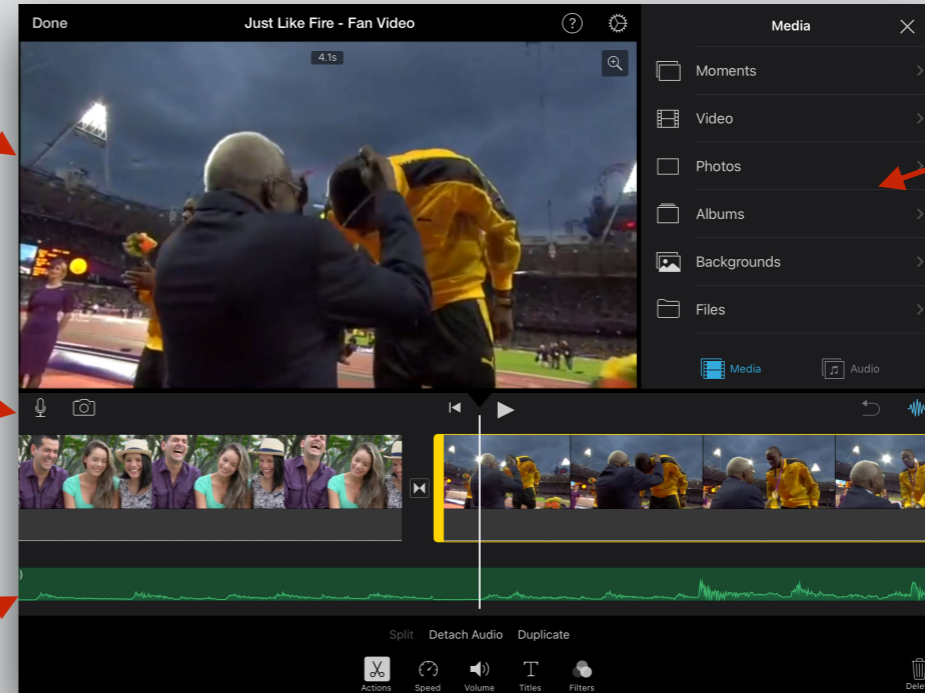 Done
Just Like Fire - Fan Video
?
Media
4.1s
Moments
Video
Photos
Albums
Backgrounds
Files
Media
Audio
)
Split
Detach Audio
Duplicate
Actions
Speed
Volume
T
Titles
Filters